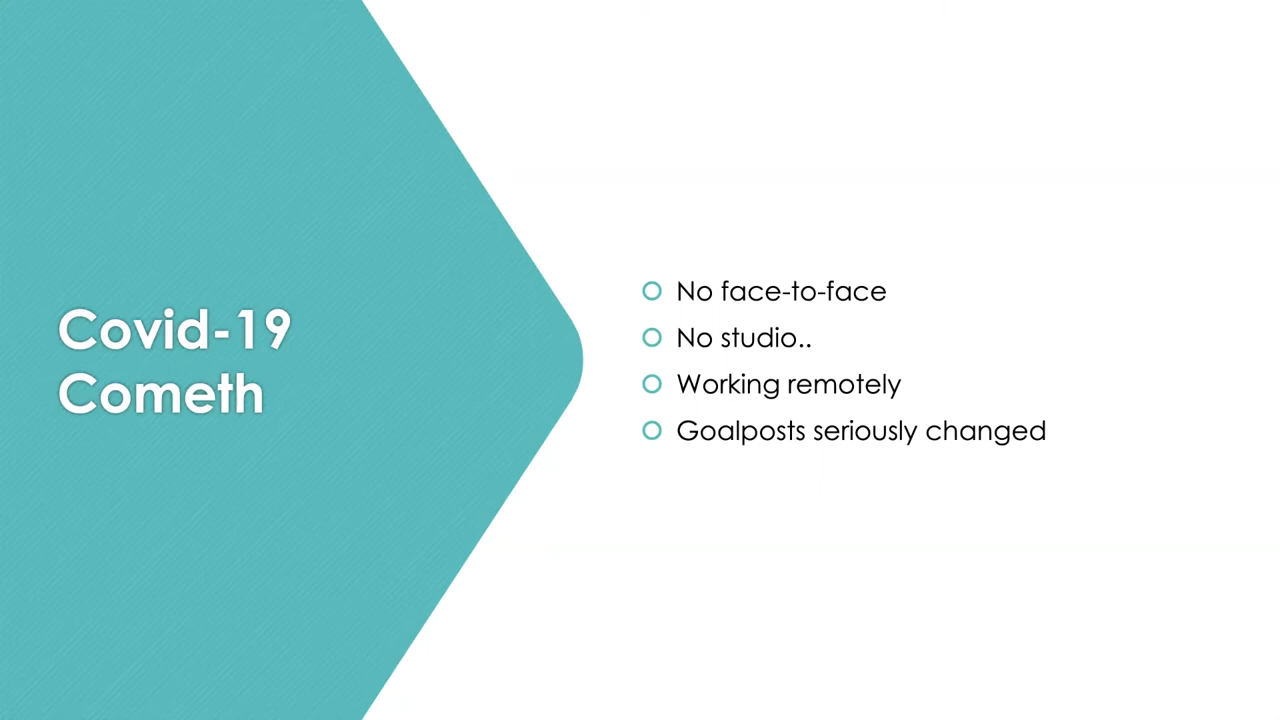 Covid-19
Cometh
No face-to-face
No studio..
Working remotely
Goalposts seriously changed